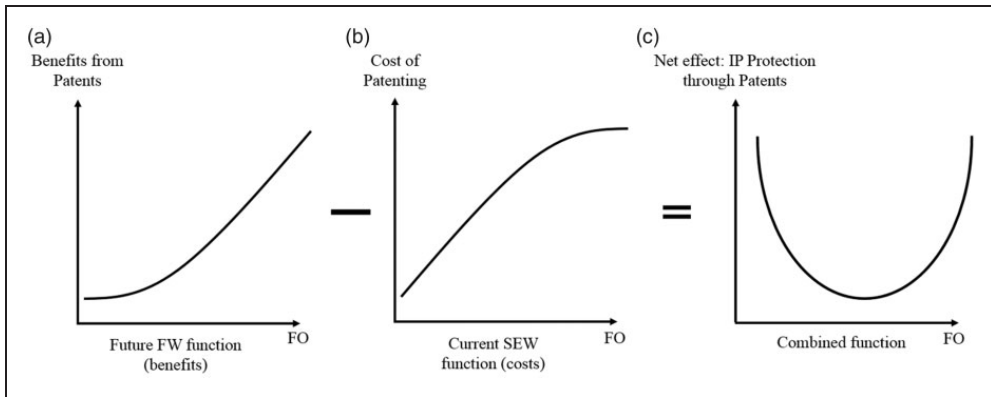 (a)
Benefits from
Patents
FO
Future FW function
(benefits)
(b)
Cost of
Patenting
FO
Current SEW
function (costs)
(c)
Net effect: IP Protection
through Patents
FO
Combined function